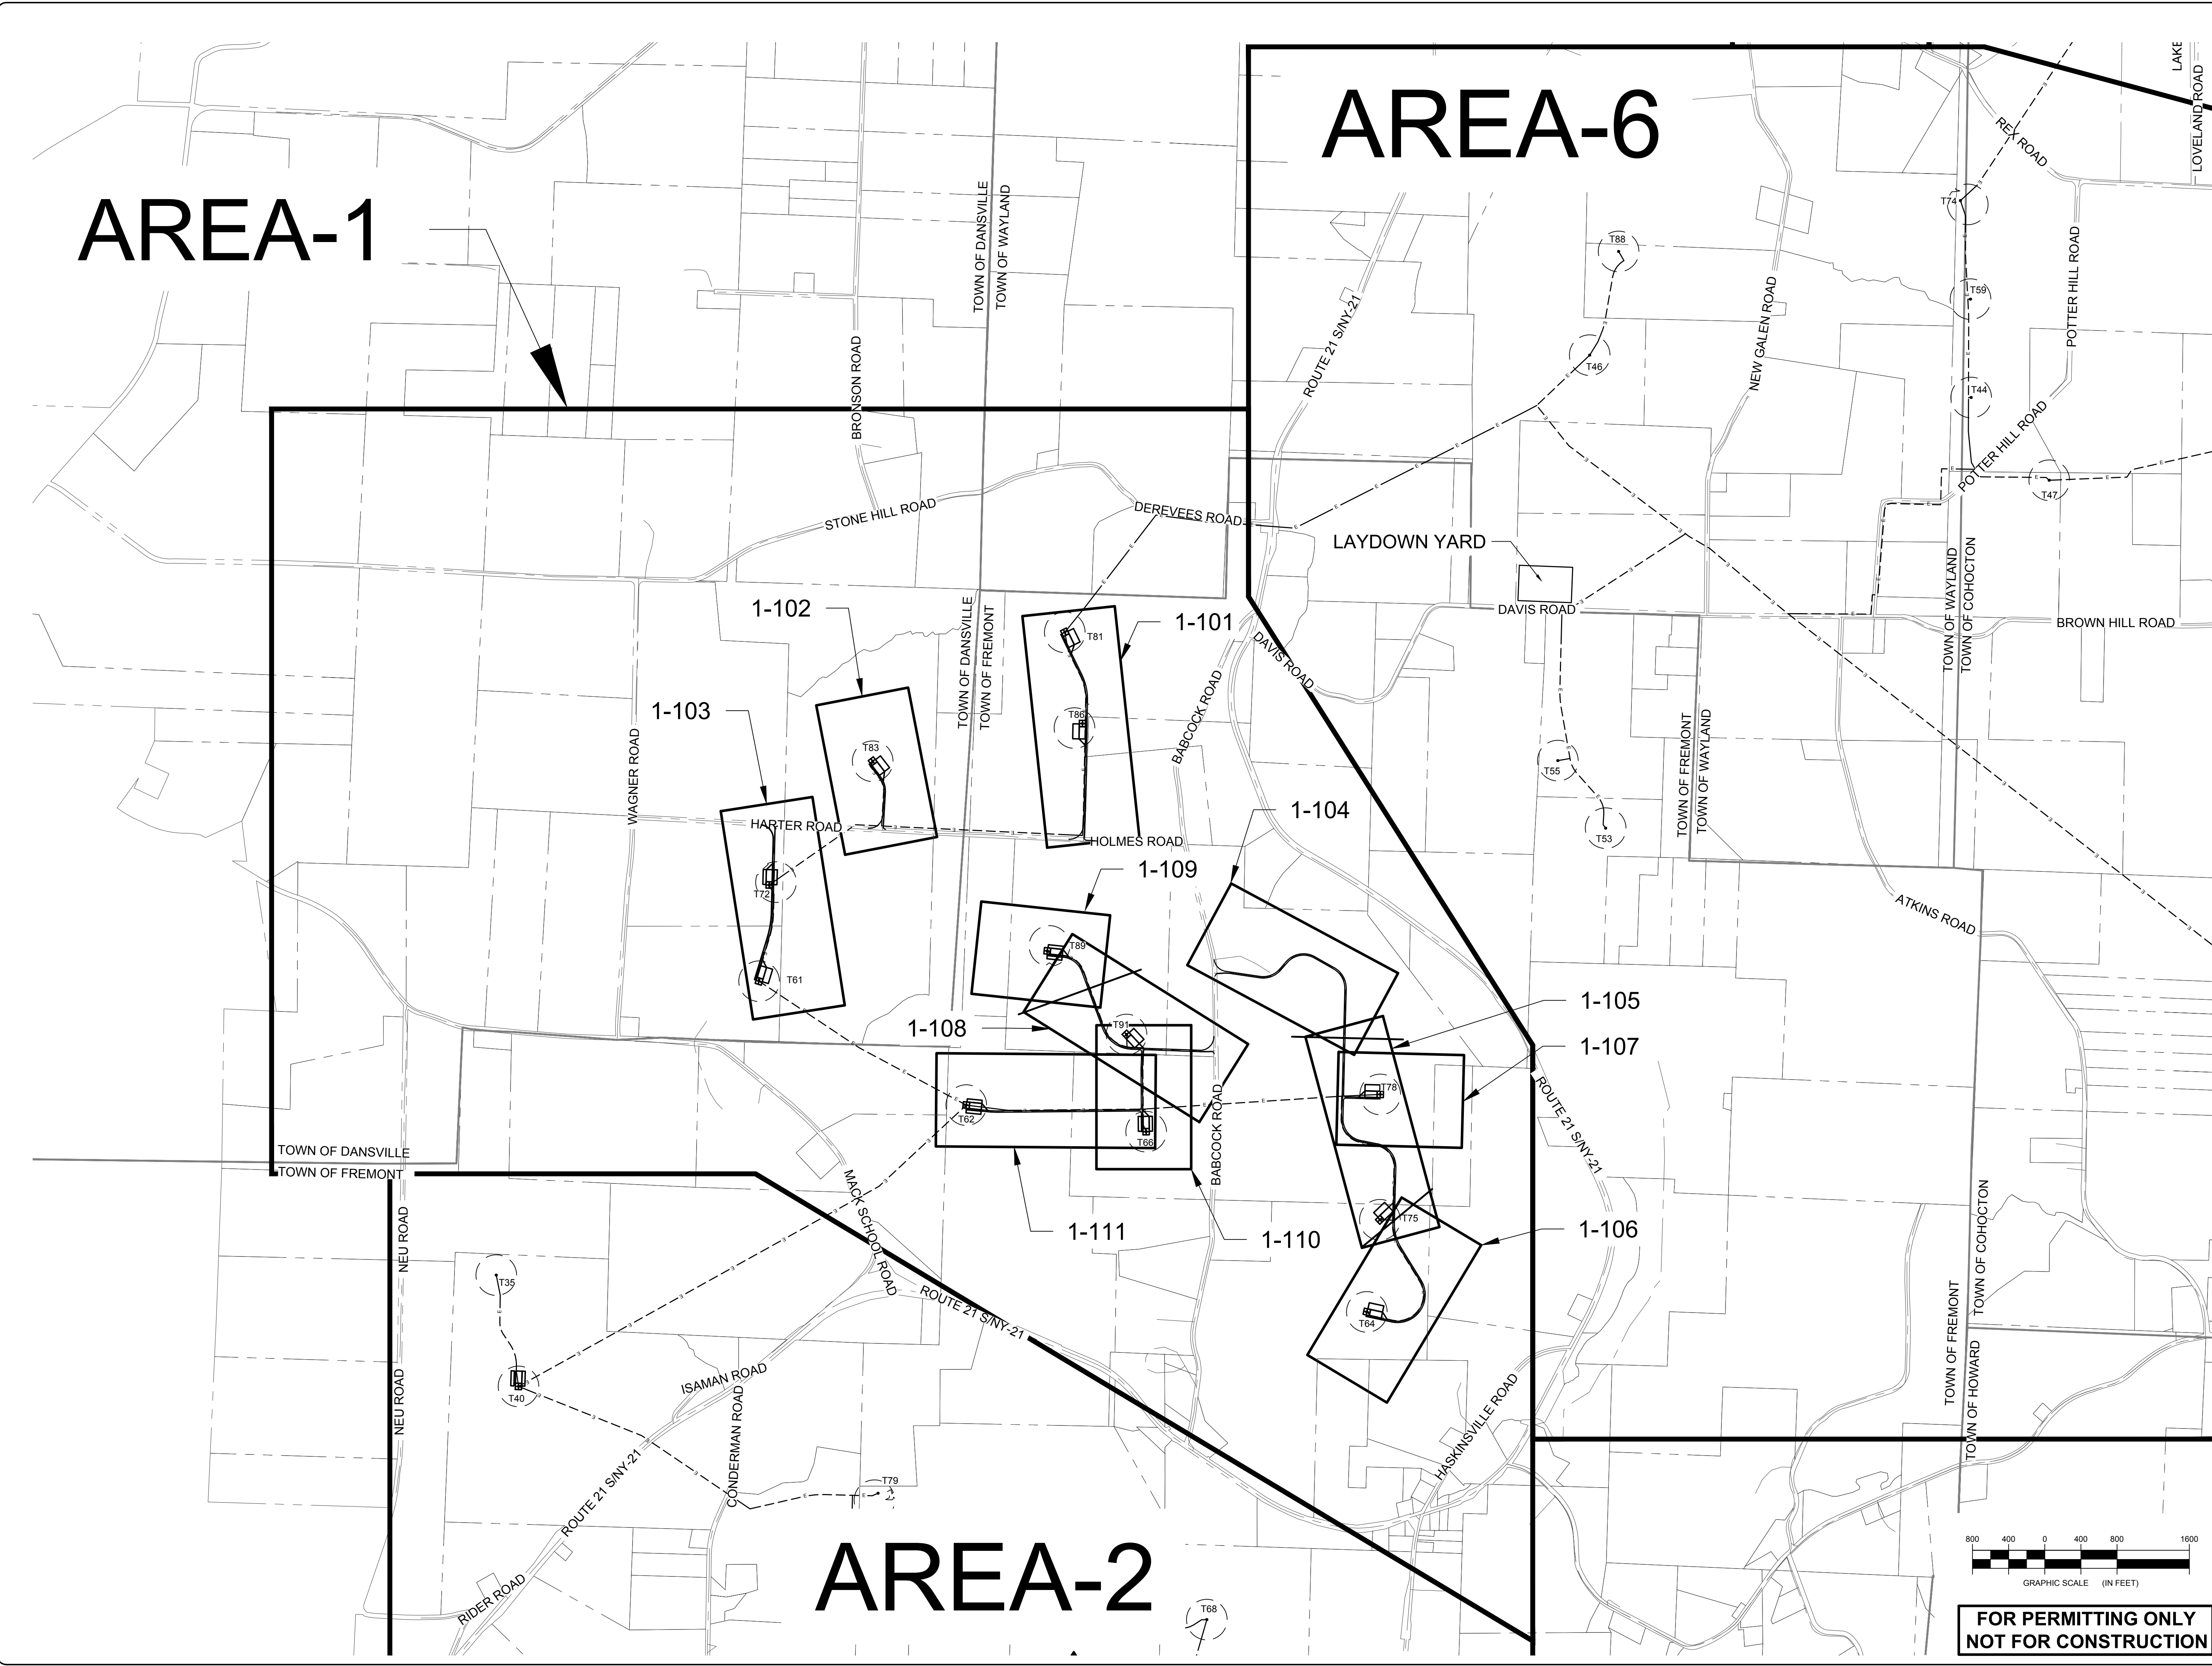 AREA-1
AREA-6
AREA-2
LAKE
LOVELAND ROAD
REX ROAD
T74
TOWN OF DANSVILLE
TOWN OF WAYLAND
T88
POTTER HILL ROAD
T59
ROUTE 21 S/NY-21
NEW GALEN ROAD
T46
BRONSON ROAD
T44
POTTER HILL ROAD
T47
STONE HILL ROAD
DEREVEES ROAD
LAYDOWN YARD
TOWN OF WAYLAND
TOWN OF COHOCTON
1-102
1-101
TOWN OF DANSVILLE
TOWN OF FREMONT
T81
DAVIS ROAD
DAVIS ROAD
BROWN HILL ROAD
1-103
T86
BABCOCK ROAD
TOWN OF FREMONT
TOWN OF WAYLAND
T83
T55
WAGNER ROAD
HARTER ROAD
HOLMES ROAD
1-104
T53
T72
1-109
ATKINS ROAD
T89
T61
1-108
T91
1-105
1-107
T78
T62
T66
BABCOCK ROAD
ROUTE 21 S/NY-21
TOWN OF DANSVILLE
TOWN OF FREMONT
MACK SCHOOL ROAD
NEU ROAD
1-111
1-110
T75
1-106
TOWN OF COHOCTON
T35
ROUTE 21 S/NY-21
T64
TOWN OF FREMONT
TOWN OF HOWARD
ISAMAN ROAD
T40
NEU ROAD
CONDERMAN ROAD
HASKINSVILLE ROAD
ROUTE 21 S/NY-21
T79
RIDER ROAD
T68
800 400 0 400 800 1600
GRAPHIC SCALE (IN FEET)
FOR PERMITTING ONLY
NOT FOR CONSTRUCTION